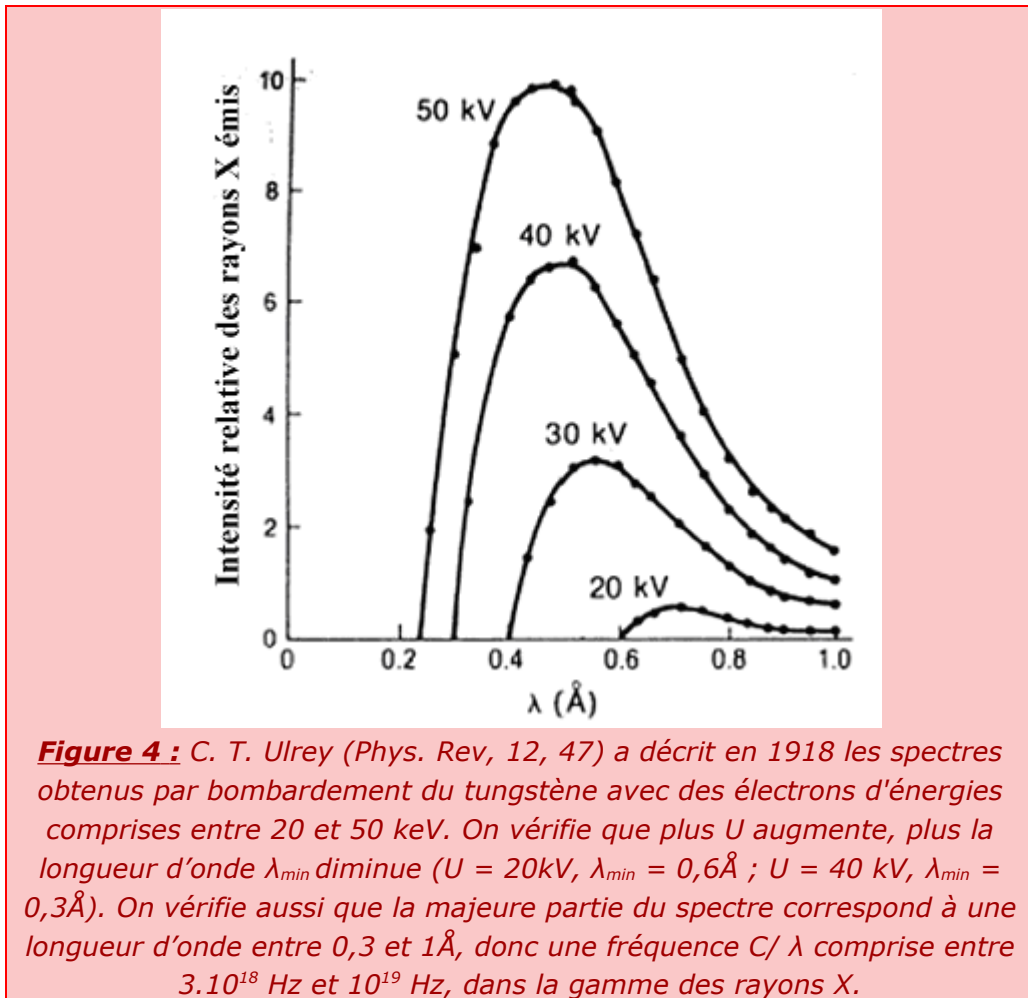 Intensité relative des rayons X émis
10
8
6
4
2
0
50 kV
40 kV
30 kV
20 kV
0 0.2 0.4 0.6 0.8 1.0
λ (Å)
Figure 4 : C. T. Ulrey (Phys. Rev, 12, 47) a décrit en 1918 les spectres
obtenus par bombardement du tungstène avec des électrons d'énergies
comprises entre 20 et 50 keV. On vérifie que plus U augmente, plus la
longueur d’onde λmin diminue (U = 20kV, λmin = 0,6Å ; U = 40 kV, λmin =
0,3Å). On vérifie aussi que la majeure partie du spectre correspond à une
longueur d’onde entre 0,3 et 1Å, donc une fréquence C/ λ comprise entre
3.10¹⁸ Hz et 10¹⁹ Hz, dans la gamme des rayons X.